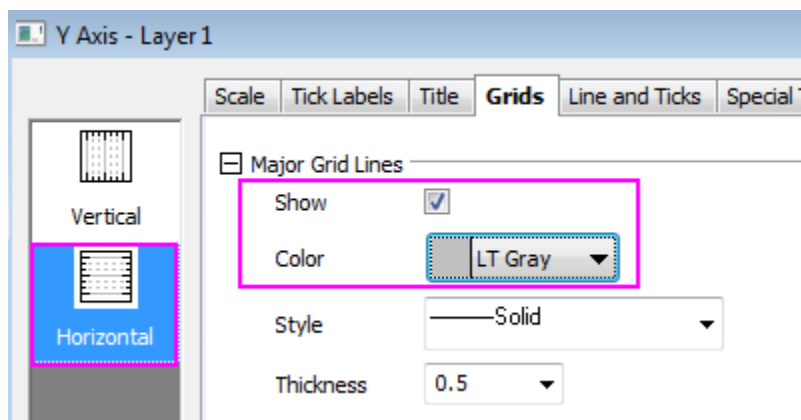 Y Axis - Layer 1
Scale Tick Labels Title Grids Line and Ticks Special
Vertical
Horizontal
Major Grid Lines
Show
Color LT Gray
Style Solid
Thickness 0.5